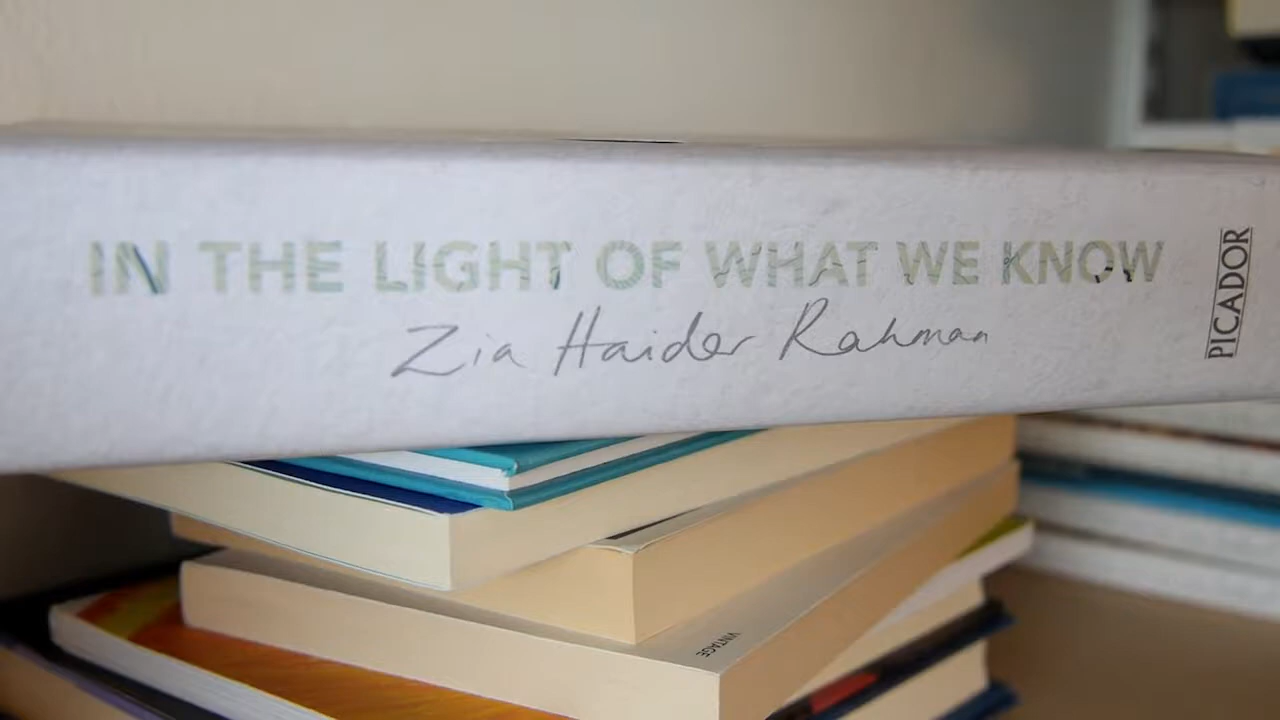 IN THE LIGHT OF WHAT WE KNOW
Zia Haider Rahman
PICADOR
VINTAGE